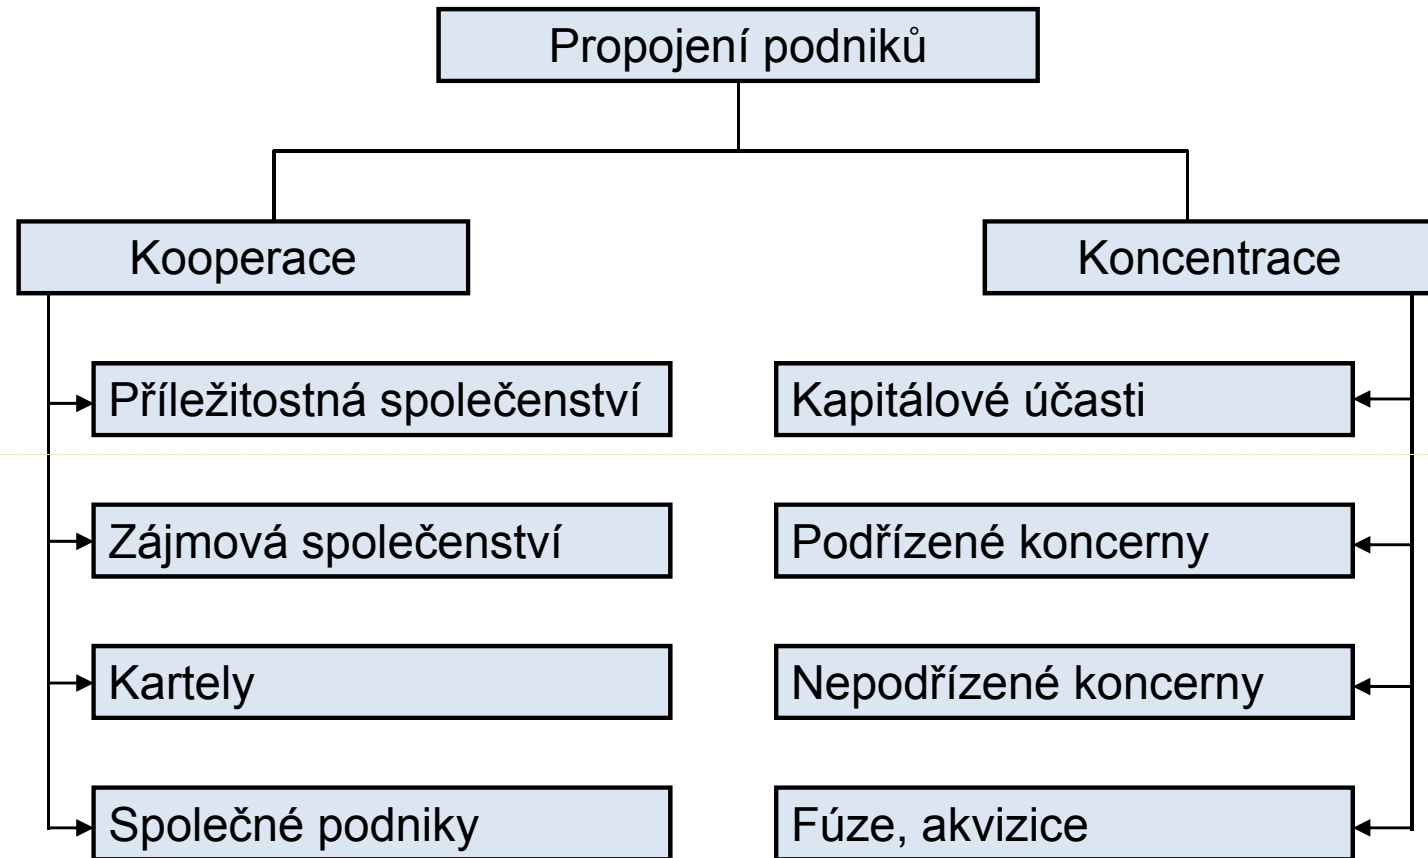 Propojení podniků
Kooperace
Koncentrace
Příležitostná společenství
Kapitálové účasti
Zájmová společenství
Podřízené koncerny
Kartely
Nepodřízené koncerny
Společné podniky
Fúze, akvizice